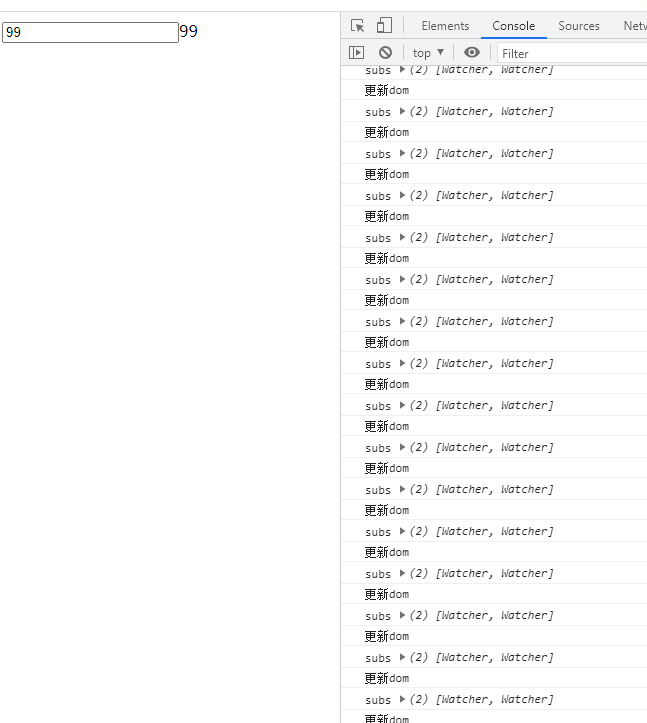 99 99
Elements Console Sources Netw
top Filter
subs (2) [Watcher, Watcher]
更新dom
subs (2) [Watcher, Watcher]
更新dom
subs (2) [Watcher, Watcher]
更新dom
subs (2) [Watcher, Watcher]
更新dom
subs (2) [Watcher, Watcher]
更新dom
subs (2) [Watcher, Watcher]
更新dom
subs (2) [Watcher, Watcher]
更新dom
subs (2) [Watcher, Watcher]
更新dom
subs (2) [Watcher, Watcher]
更新dom
subs (2) [Watcher, Watcher]
更新dom
subs (2) [Watcher, Watcher]
更新dom
subs (2) [Watcher, Watcher]
更新dom
subs (2) [Watcher, Watcher]
更新dom
subs (2) [Watcher, Watcher]
更新dom
subs (2) [Watcher, Watcher]
更新dom
subs (2) [Watcher, Watcher]
更新dom